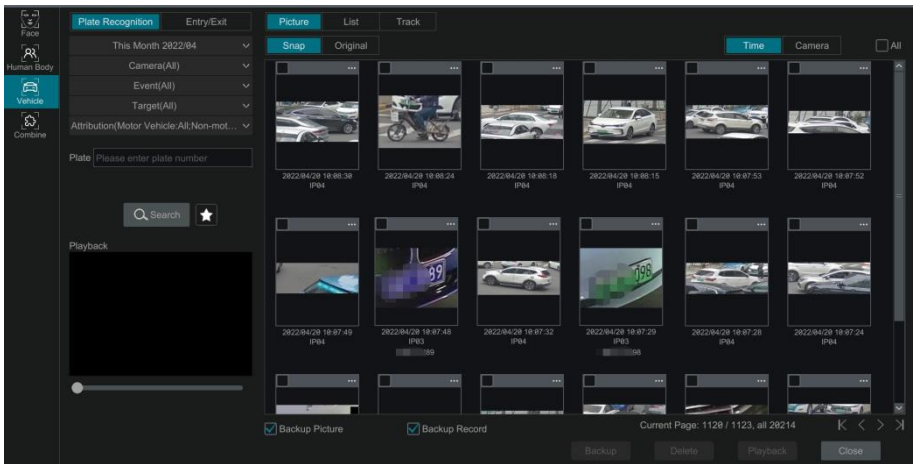 Face
Human Body
Vehicle
Combine
Plate Recognition Entry/Exit
This Month 2022/04
Camera(All)
Event(All)
Target(All)
Attribution(Motor Vehicle:All;Non-mot...
Plate Please enter plate number
Search
Playback
Picture List Track
Snap Original Time Camera All
2022/04/20 10:08:30 2022/04/20 10:08:24 2022/04/20 10:08:18 2022/04/20 10:08:15 2022/04/20 10:07:53 2022/04/20 10:07:52
IP04 IP04 IP04 IP04 IP04 IP04
89 098
2022/04/20 10:07:49 2022/04/20 10:07:48 2022/04/20 10:07:32 2022/04/20 10:07:29 2022/04/20 10:07:28 2022/04/20 10:07:24
IP04 IP03 IP04 IP03 IP04 IP04
89 98
Backup Picture Backup Record Current Page: 1120 / 1123, all 20214
Backup Delete Playback Close